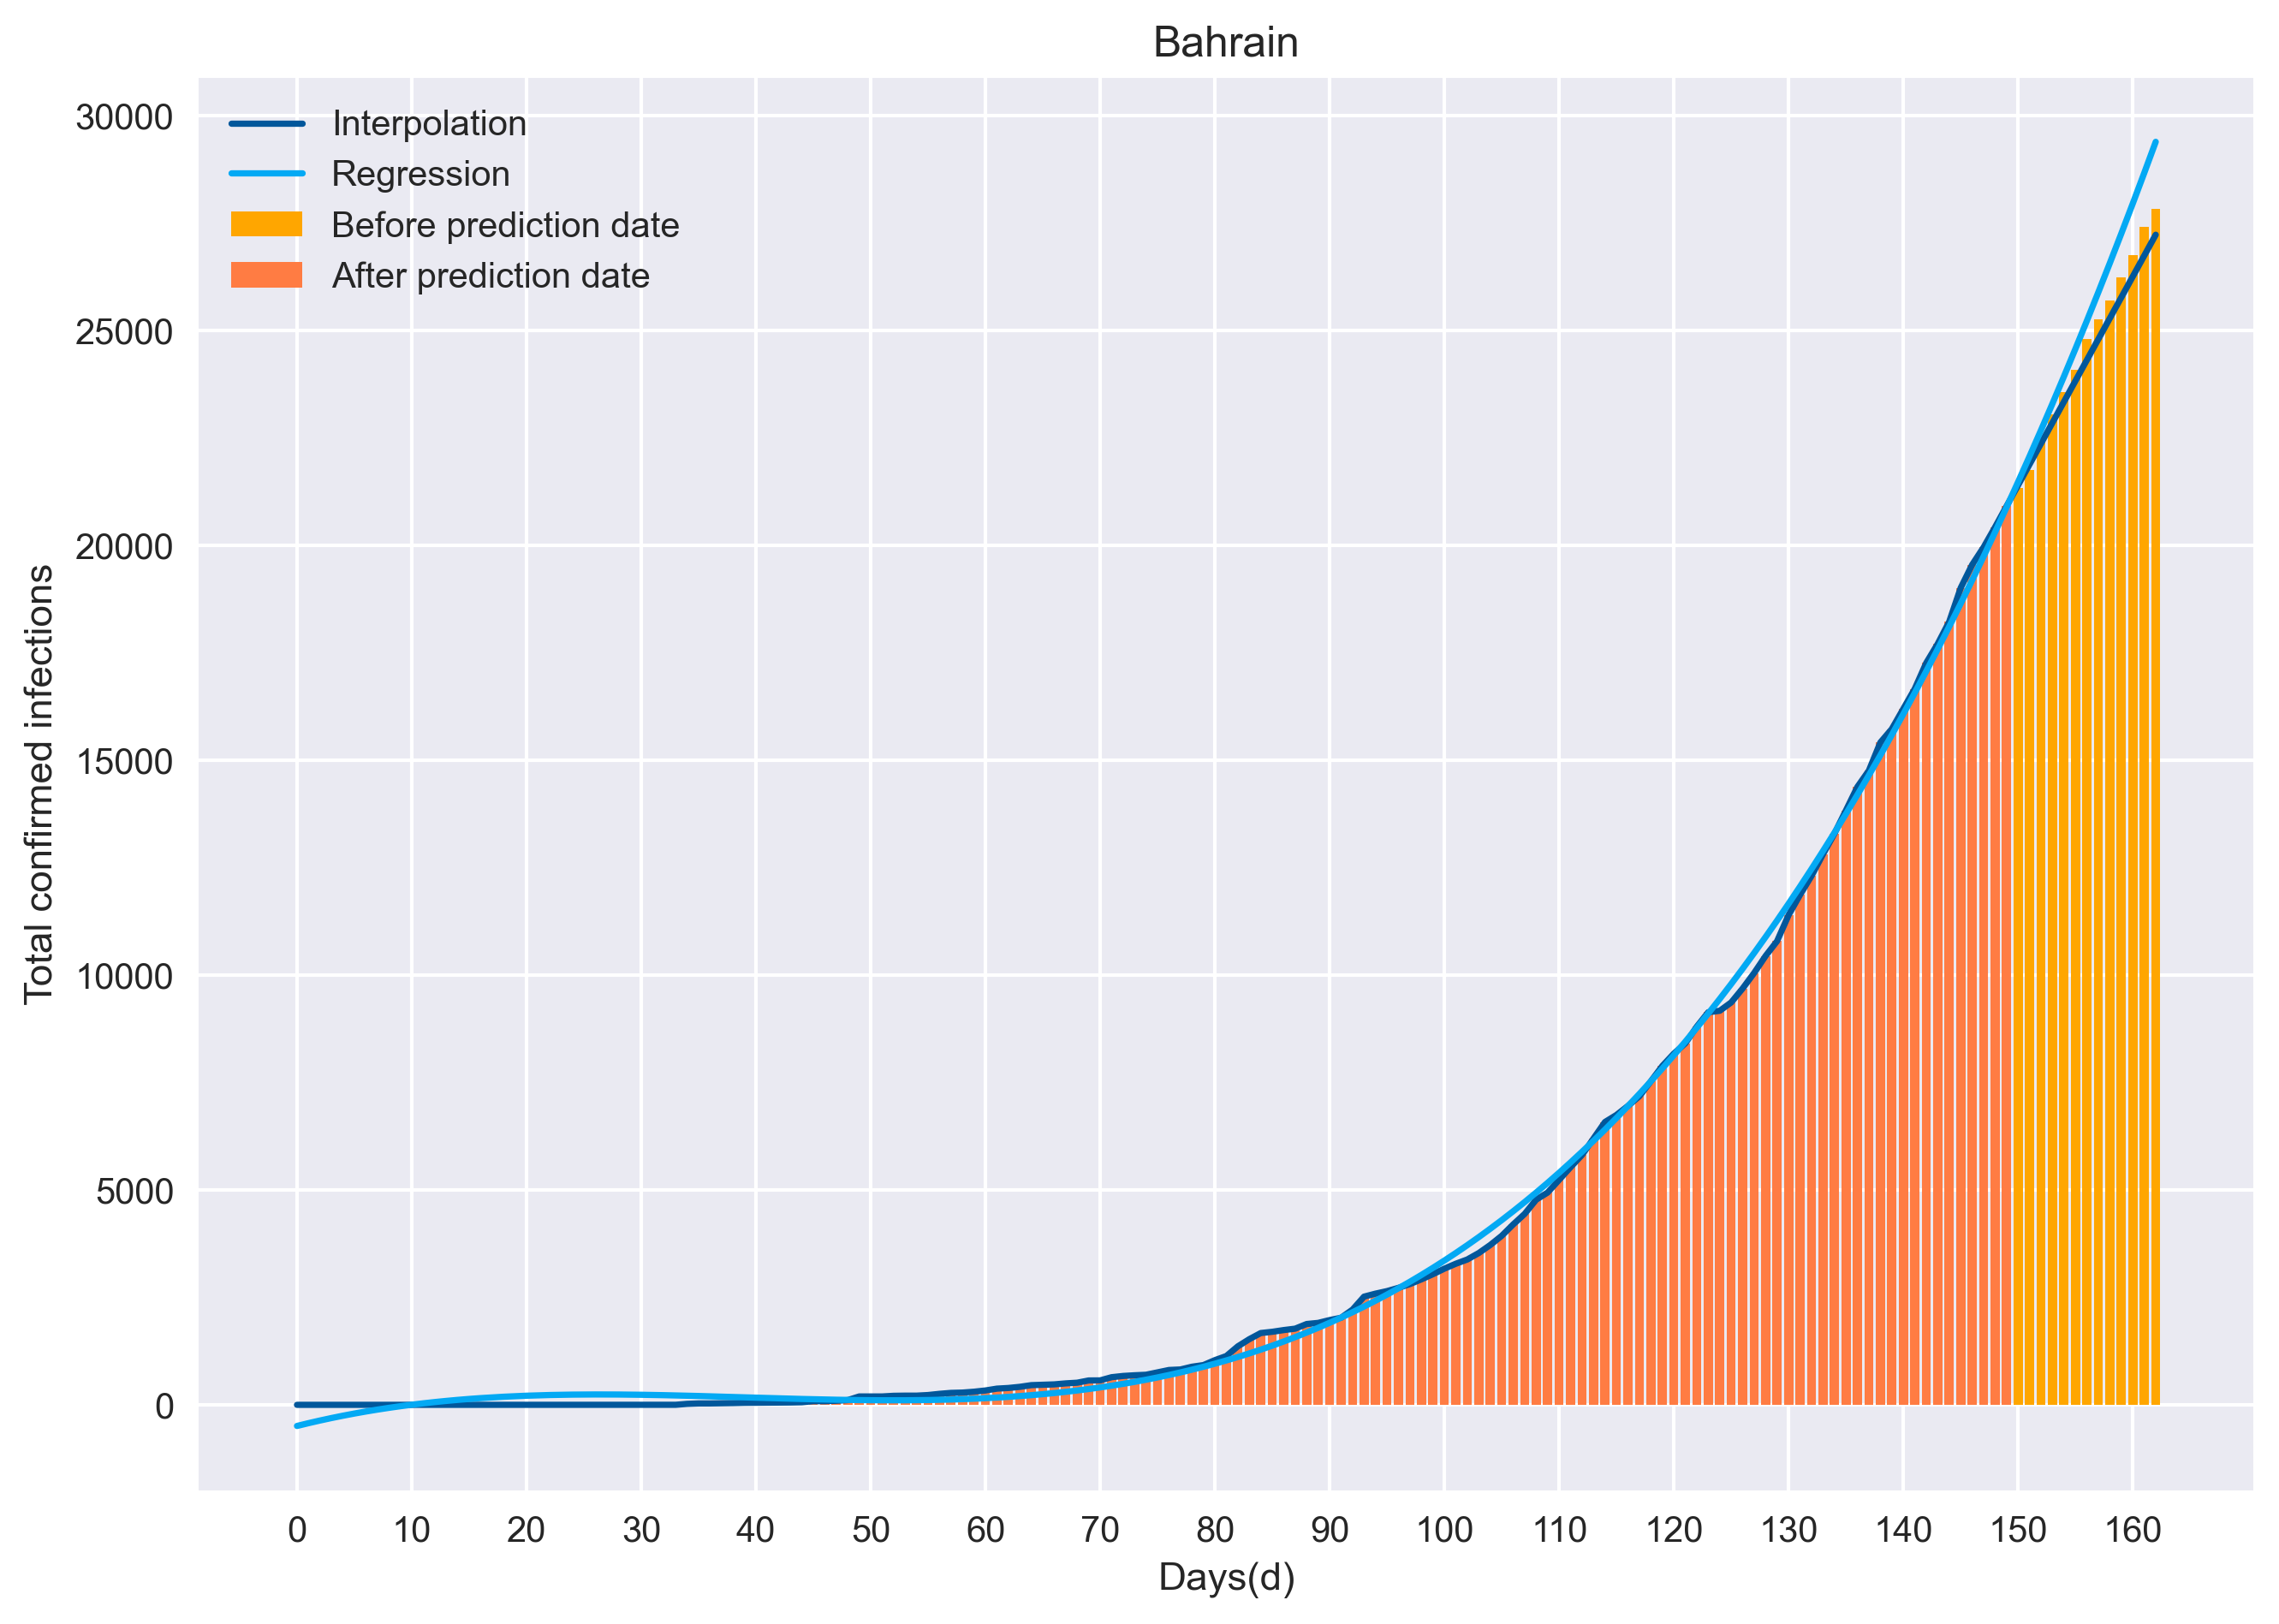 Bahrain
Interpolation
Regression
Before prediction date
After prediction date
30000
25000
20000
15000
10000
5000
0
Total confirmed infections
0 10 20 30 40 50 60 70 80 90 100 110 120 130 140 150 160
Days(d)